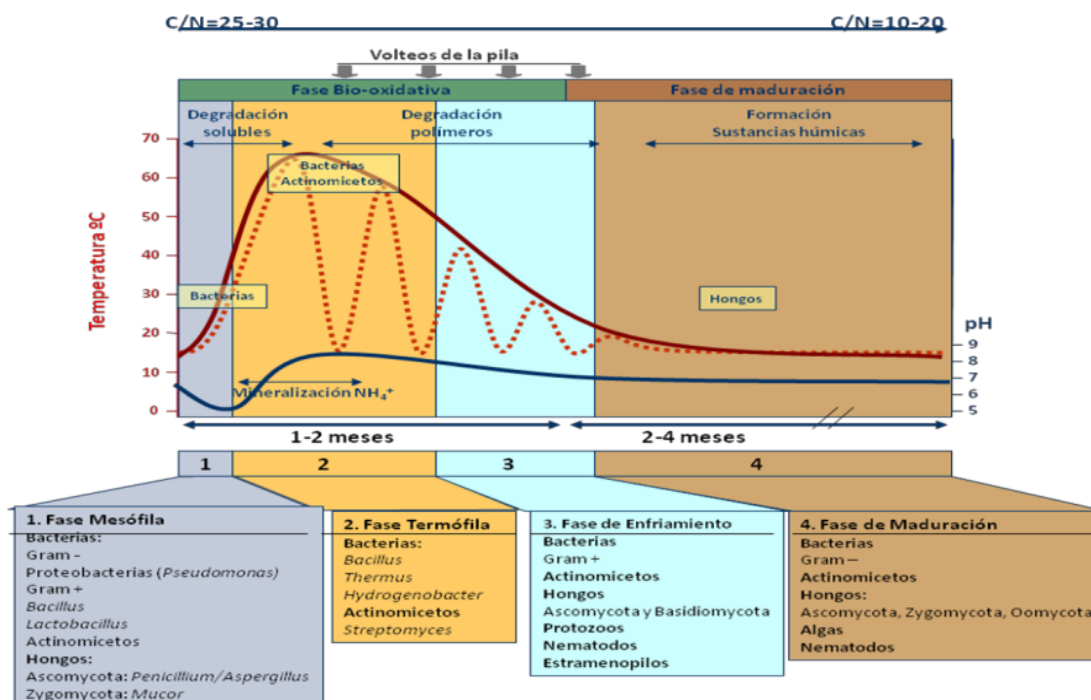 C/N=25-30
C/N=10-20
Volteos de la pila
Fase Bio-oxidativa
Fase de maduración
Degradación
solubles
Degradación
polímeros
Formación
Sustancias húmicas
70
60
50
40
30
20
10
0
Temperatura ºC
Bacterias
Actinomicetos
Bacterias
Hongos
pH
9
8
7
6
5
Mineralización NH₄⁺
1-2 meses
2-4 meses
1
2
3
4
1. Fase Mesófila
Bacterias:
Gram -
Proteobacterias (Pseudomonas)
Gram +
Bacillus
Lactobacillus
Actinomicetos
Hongos:
Ascomycota: Penicillium/Aspergillus
Zygomycota: Mucor
2. Fase Termófila
Bacterias:
Bacillus
Thermus
Hydrogenobacter
Actinomicetos
Streptomyces
3. Fase de Enfriamiento
Bacterias
Gram +
Actinomicetos
Hongos
Ascomycota y Basidiomycota
Protozoos
Nematodos
Estramenopilos
4. Fase de Maduración
Bacterias
Gram –
Actinomicetos
Hongos:
Ascomycota, Zygomycota, Oomycota
Algas
Nematodos